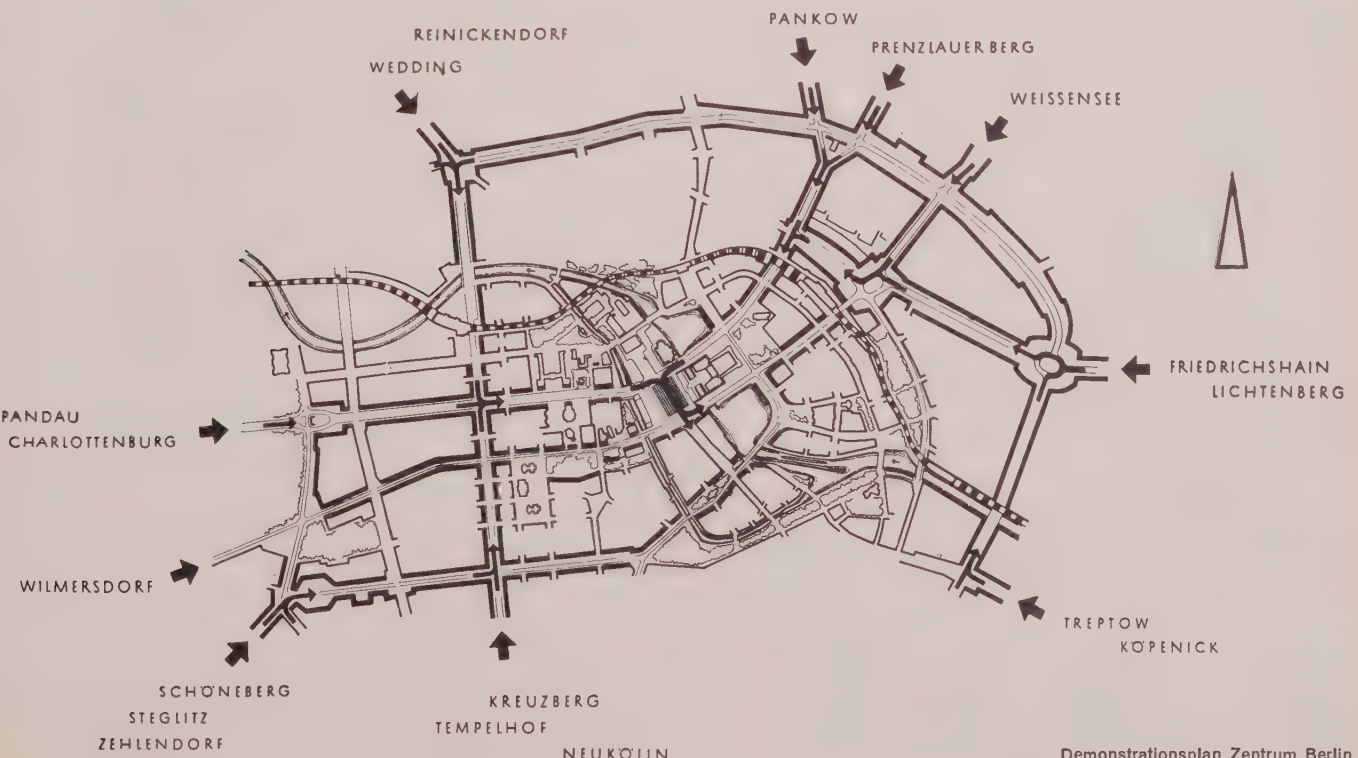 PANKOW
REINICKENDORF
PRENZLAUER BERG
WEDDING
WEISSENSEE
FRIEDRICHSHAIN
LICHTENBERG
PANDAU
CHARLOTTENBURG
WILMERSDORF
TREPTOW
KÖPENICK
SCHÖNEBERG
STEGLITZ
ZEHLENDORF
KREUZBERG
TEMPELHOF
NEUKÖLLN
Demonstrationsplan Zentrum Berlin